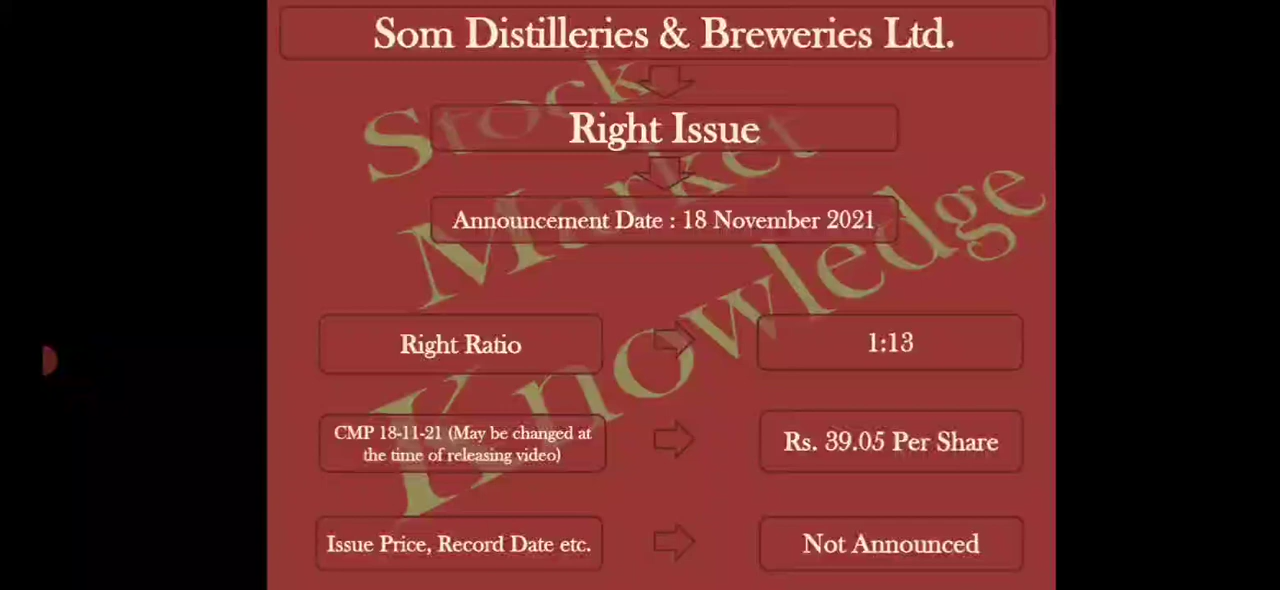 Som Distilleries & Breweries Ltd.
Right Issue
Announcement Date : 18 November 2021
Right Ratio
1:13
CMP 18-11-21 (May be changed at
the time of releasing video)
Rs. 39.05 Per Share
Issue Price, Record Date etc.
Not Announced
Stock
Market
Knowledge